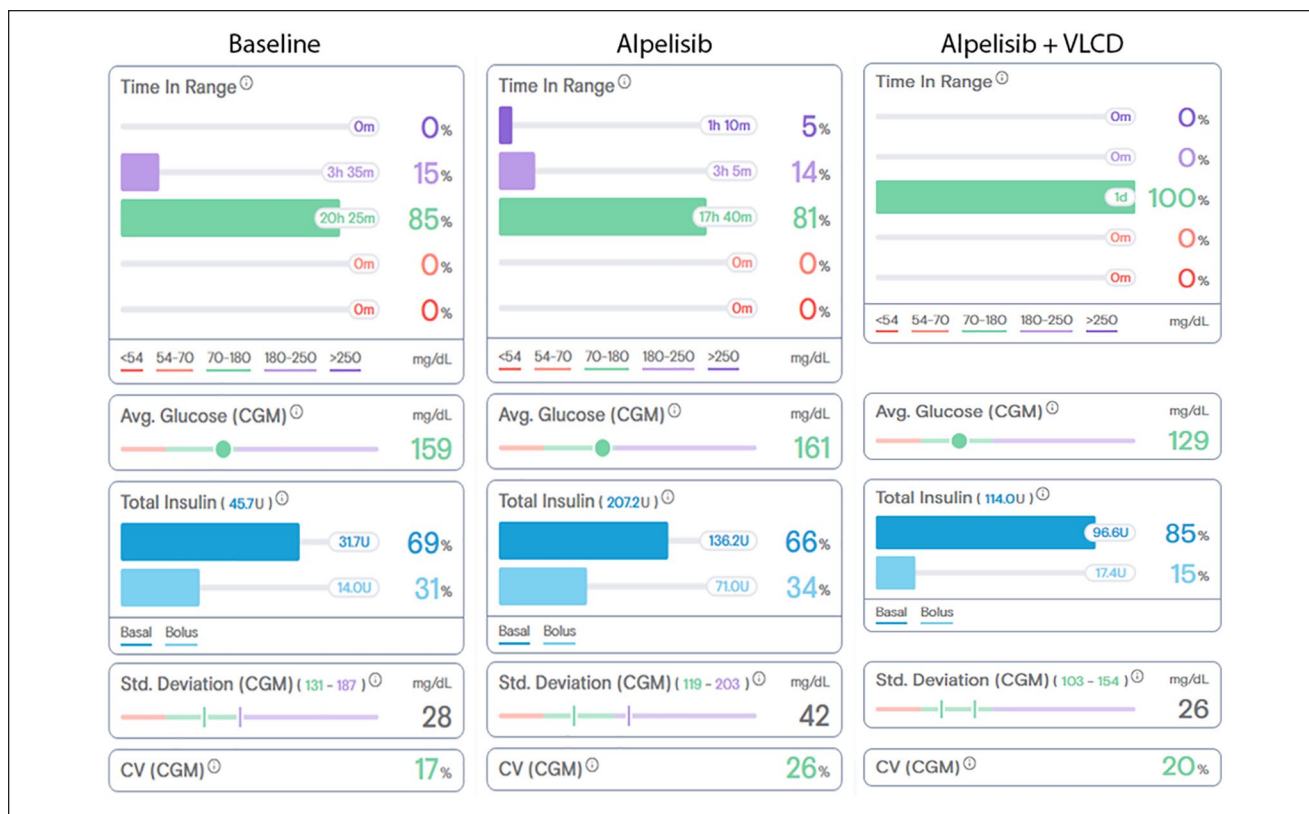 Baseline
Time In Range
0m 0%
3h 35m 15%
20h 25m 85%
0m 0%
0m 0%
<54 54-70 70-180 180-250 >250 mg/dL
Avg. Glucose (CGM) mg/dL
159
Total Insulin ( 45.7U )
31.7U 69%
14.0U 31%
Basal Bolus
Std. Deviation (CGM) ( 131 - 187 ) mg/dL
28
CV (CGM) 17%
Alpelisib
Time In Range
1h 10m 5%
3h 5m 14%
17h 40m 81%
0m 0%
0m 0%
<54 54-70 70-180 180-250 >250 mg/dL
Avg. Glucose (CGM) mg/dL
161
Total Insulin ( 207.2U )
136.2U 66%
71.0U 34%
Basal Bolus
Std. Deviation (CGM) ( 119 - 203 ) mg/dL
42
CV (CGM) 26%
Alpelisib + VLCD
Time In Range
0m 0%
0m 0%
1d 100%
0m 0%
0m 0%
<54 54-70 70-180 180-250 >250 mg/dL
Avg. Glucose (CGM) mg/dL
129
Total Insulin ( 114.0U )
96.6U 85%
17.4U 15%
Basal Bolus
Std. Deviation (CGM) ( 103 - 154 ) mg/dL
26
CV (CGM) 20%